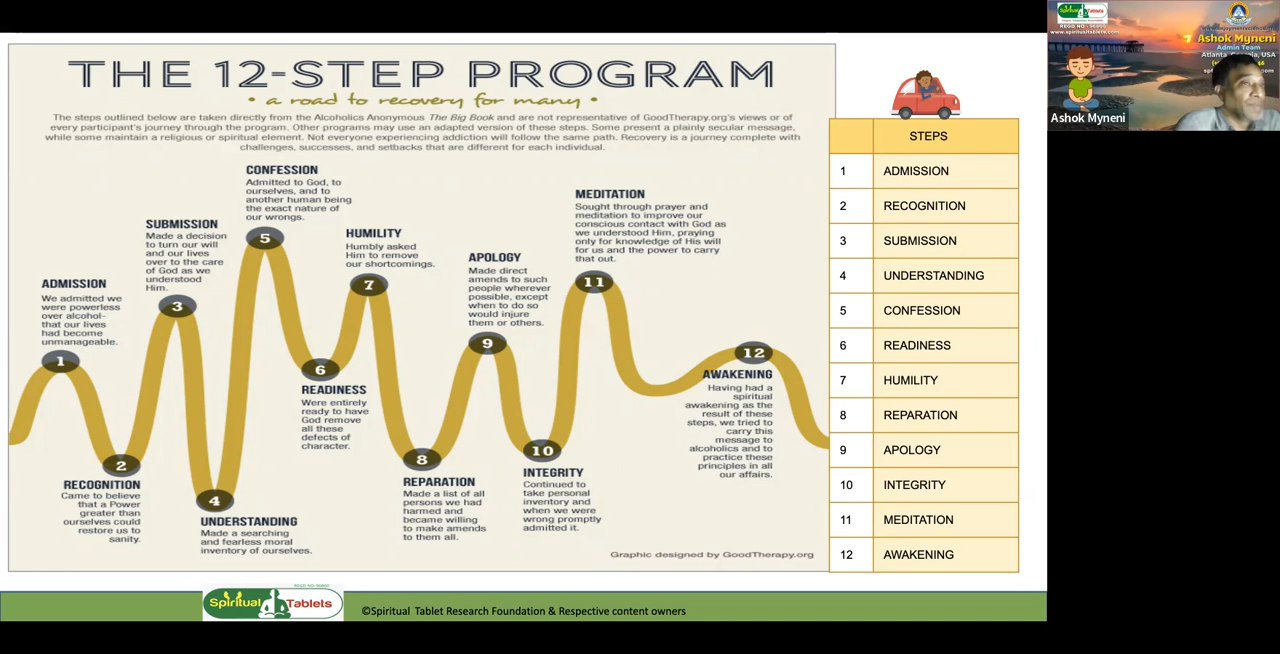 THE 12-STEP PROGRAM
• a road to recovery for many •
The steps outlined below are taken directly from the Alcoholics Anonymous The Big Book and are not representative of GoodTherapy.org's views or of
every participant's journey through the program. Other programs may use an adapted version of these steps. Some present a plainly secular message,
while some maintain a religious or spiritual element. Not everyone experiencing addiction will follow the same path. Recovery is a journey complete with
challenges, successes, and setbacks that are different for each individual.
ADMISSION
We admitted we
were powerless
over alcohol-
that our lives
had become
unmanageable.
1
2
RECOGNITION
Came to believe
that a Power
greater than
ourselves could
restore us to
sanity.
SUBMISSION
Made a decision
to turn our will
and our lives
over to the care
of God as we
understood
Him.
3
4
UNDERSTANDING
Made a searching
and fearless moral
inventory of ourselves.
CONFESSION
Admitted to God, to
ourselves, and to
another human being
the exact nature of
our wrongs.
5
6
READINESS
Were entirely
ready to have
God remove
all these
defects of
character.
HUMILITY
Humbly asked
Him to remove
our shortcomings.
7
8
REPARATION
Made a list of all
persons we had
harmed and
became willing
to make amends
to them all.
APOLOGY
Made direct
amends to such
people wherever
possible, except
when to do so
would injure
them or others.
9
10
INTEGRITY
Continued to
take personal
inventory and
when we were
wrong promptly
admitted it.
MEDITATION
Sought through prayer and
meditation to improve our
conscious contact with God as
we understood Him, praying
only for knowledge of His will
for us and the power to carry
that out.
11
12
AWAKENING
Having had a
spiritual
awakening as the
result of these
steps, we tried to
carry this
message to
alcoholics and to
practice these
principles in all
our affairs.
Graphic designed by GoodTherapy.org
STEPS
1 ADMISSION
2 RECOGNITION
3 SUBMISSION
4 UNDERSTANDING
5 CONFESSION
6 READINESS
7 HUMILITY
8 REPARATION
9 APOLOGY
10 INTEGRITY
11 MEDITATION
12 AWAKENING
Spiritual Tablets
©Spiritual Tablet Research Foundation & Respective content owners
Spiritual Tablets
www.spiritualtablets.com
Ashok Myneni
Admin Team
Atlanta, Georgia, USA
Ashok Myneni